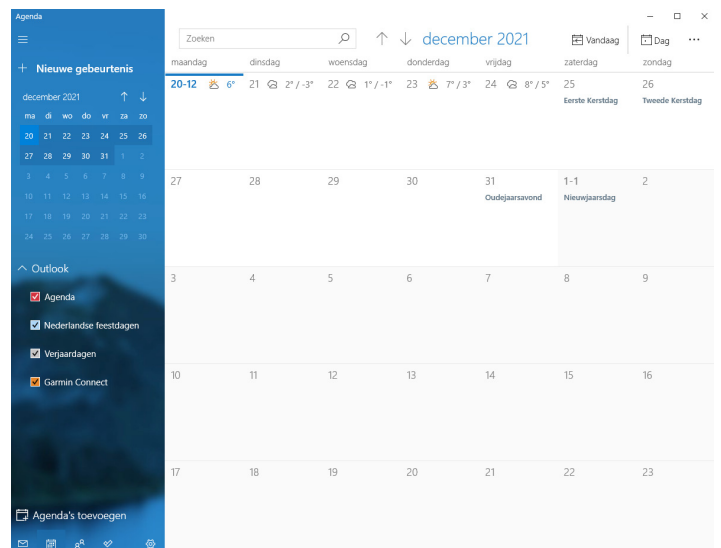 Agenda
Nieuwe gebeurtenis
december 2021
ma di wo do vr za zo
20 21 22 23 24 25 26
27 28 29 30 31 1 2
3 4 5 6 7 8 9
10 11 12 13 14 15 16
17 18 19 20 21 22 23
24 25 26 27 28 29 30
Outlook
Agenda
Nederlandse feestdagen
Verjaardagen
Garmin Connect
Agenda's toevoegen
Zoeken
december 2021
Vandaag
Dag
maandag dinsdag woensdag donderdag vrijdag zaterdag zondag
20-12 6° 21 2° / -3° 22 1° / -1° 23 7° / 3° 24 8° / 5° 25 26
Eerste Kerstdag Tweede Kerstdag
27 28 29 30 31 1-1 2
Oudejaarsavond Nieuwjaarsdag
3 4 5 6 7 8 9
10 11 12 13 14 15 16
17 18 19 20 21 22 23